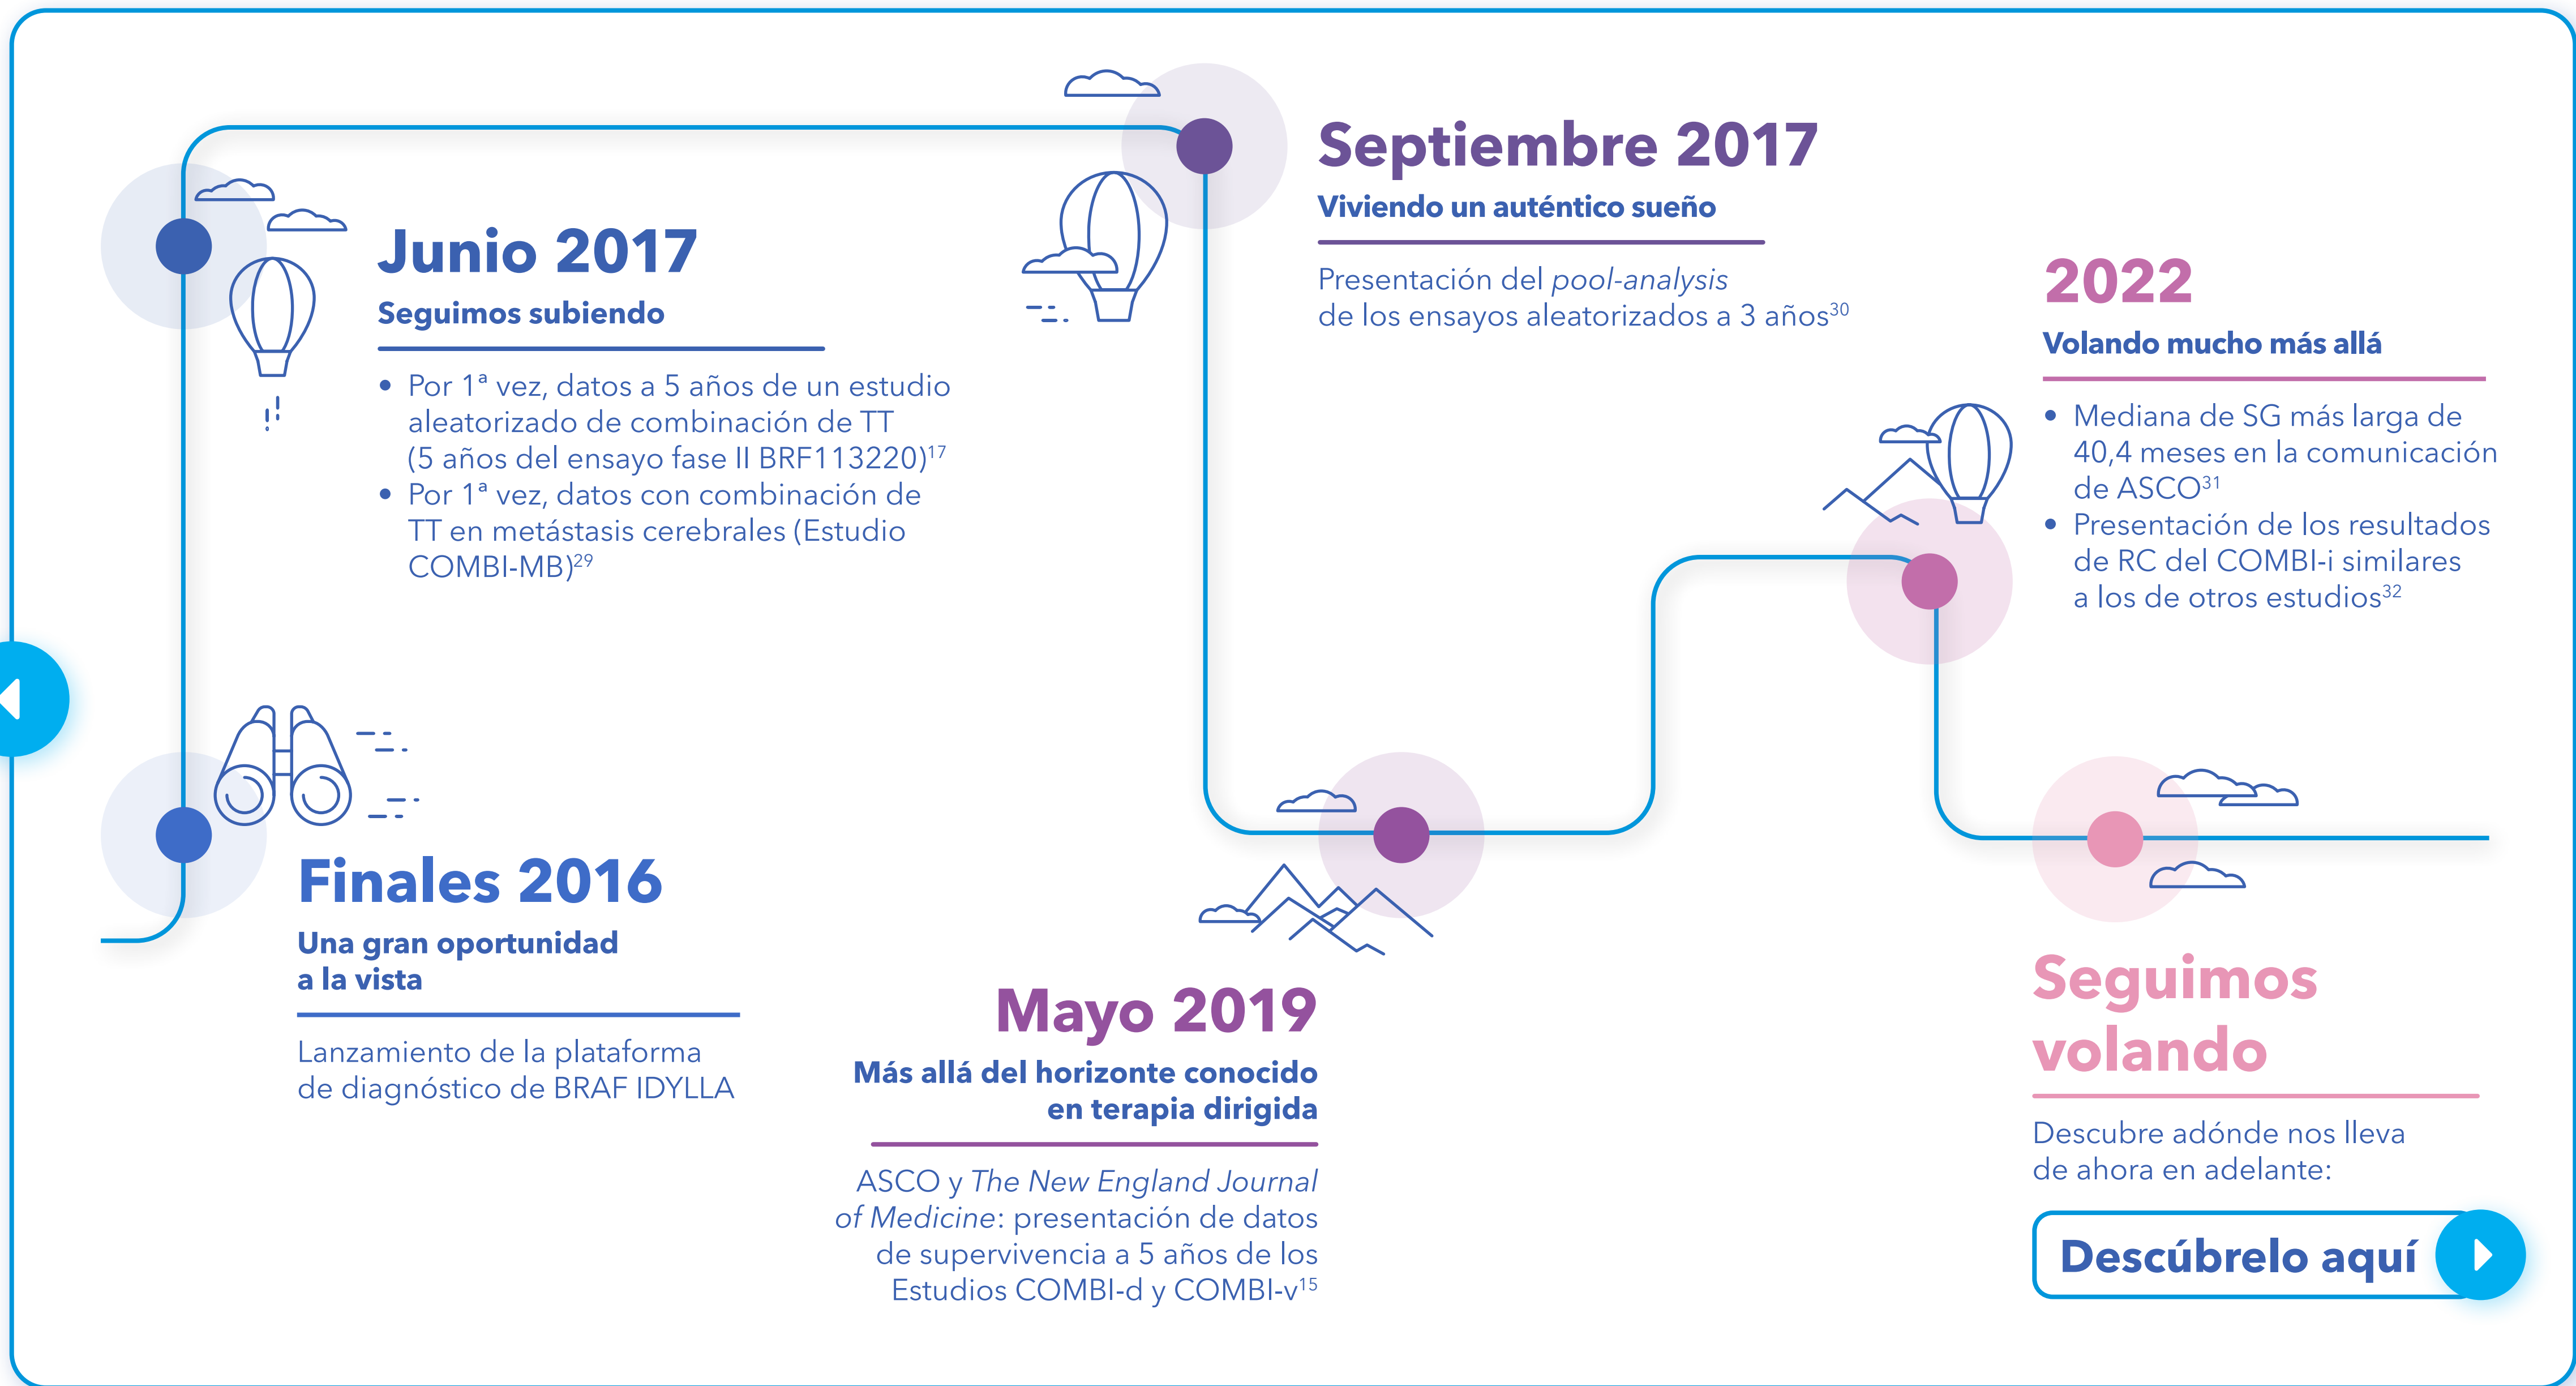 Junio 2017
Seguimos subiendo
• Por 1ª vez, datos a 5 años de un estudio
aleatorizado de combinación de TT
(5 años del ensayo fase II BRF113220)17
• Por 1ª vez, datos con combinación de
TT en metástasis cerebrales (Estudio
COMBI-MB)29
Finales 2016
Una gran oportunidad
a la vista
Lanzamiento de la plataforma
de diagnóstico de BRAF IDYLLA
Septiembre 2017
Viviendo un auténtico sueño
Presentación del pool-analysis
de los ensayos aleatorizados a 3 años30
Mayo 2019
Más allá del horizonte conocido
en terapia dirigida
ASCO y The New England Journal
of Medicine: presentación de datos
de supervivencia a 5 años de los
Estudios COMBI-d y COMBI-v15
2022
Volando mucho más allá
• Mediana de SG más larga de
40,4 meses en la comunicación
de ASCO31
• Presentación de los resultados
de RC del COMBI-i similares
a los de otros estudios32
Seguimos
volando
Descubre adónde nos lleva
de ahora en adelante:
Descúbrelo aquí